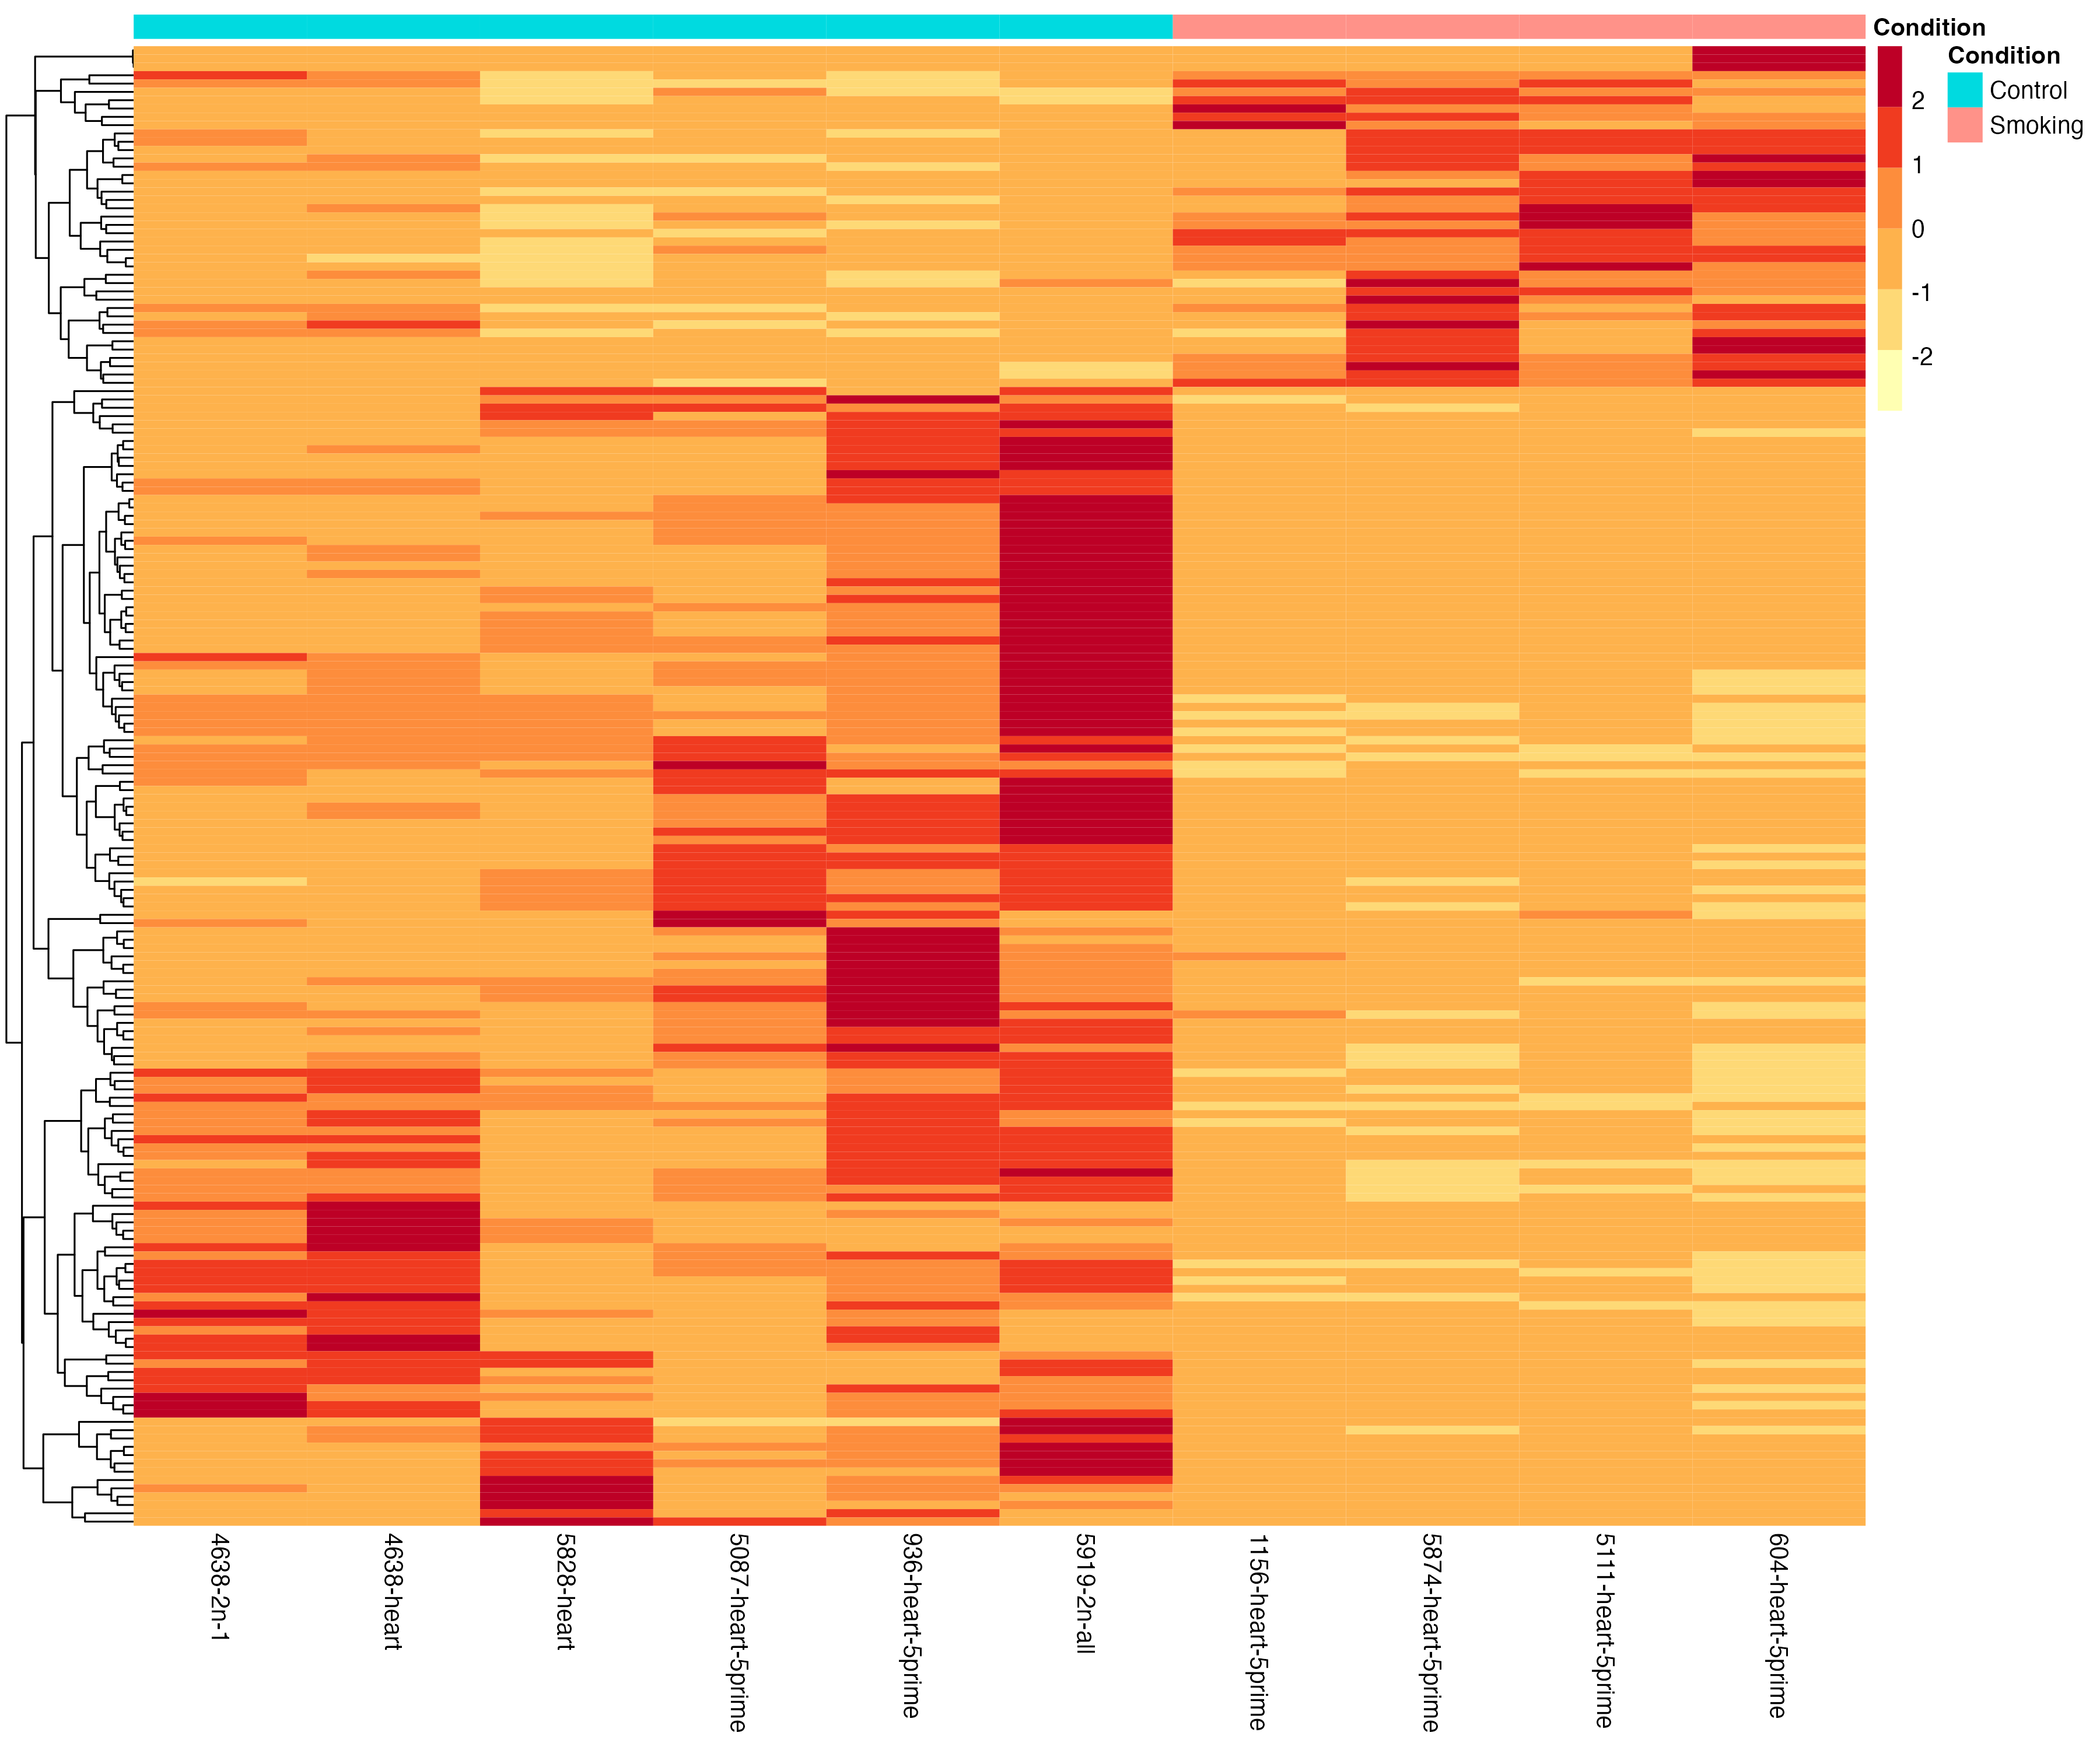 Condition
Condition
Control
Smoking
2
1
0
-1
-2
4638-2n-1
4638-heart
5828-heart
5087-heart-5prime
936-heart-5prime
5919-2n-all
1156-heart-5prime
5874-heart-5prime
5111-heart-5prime
604-heart-5prime